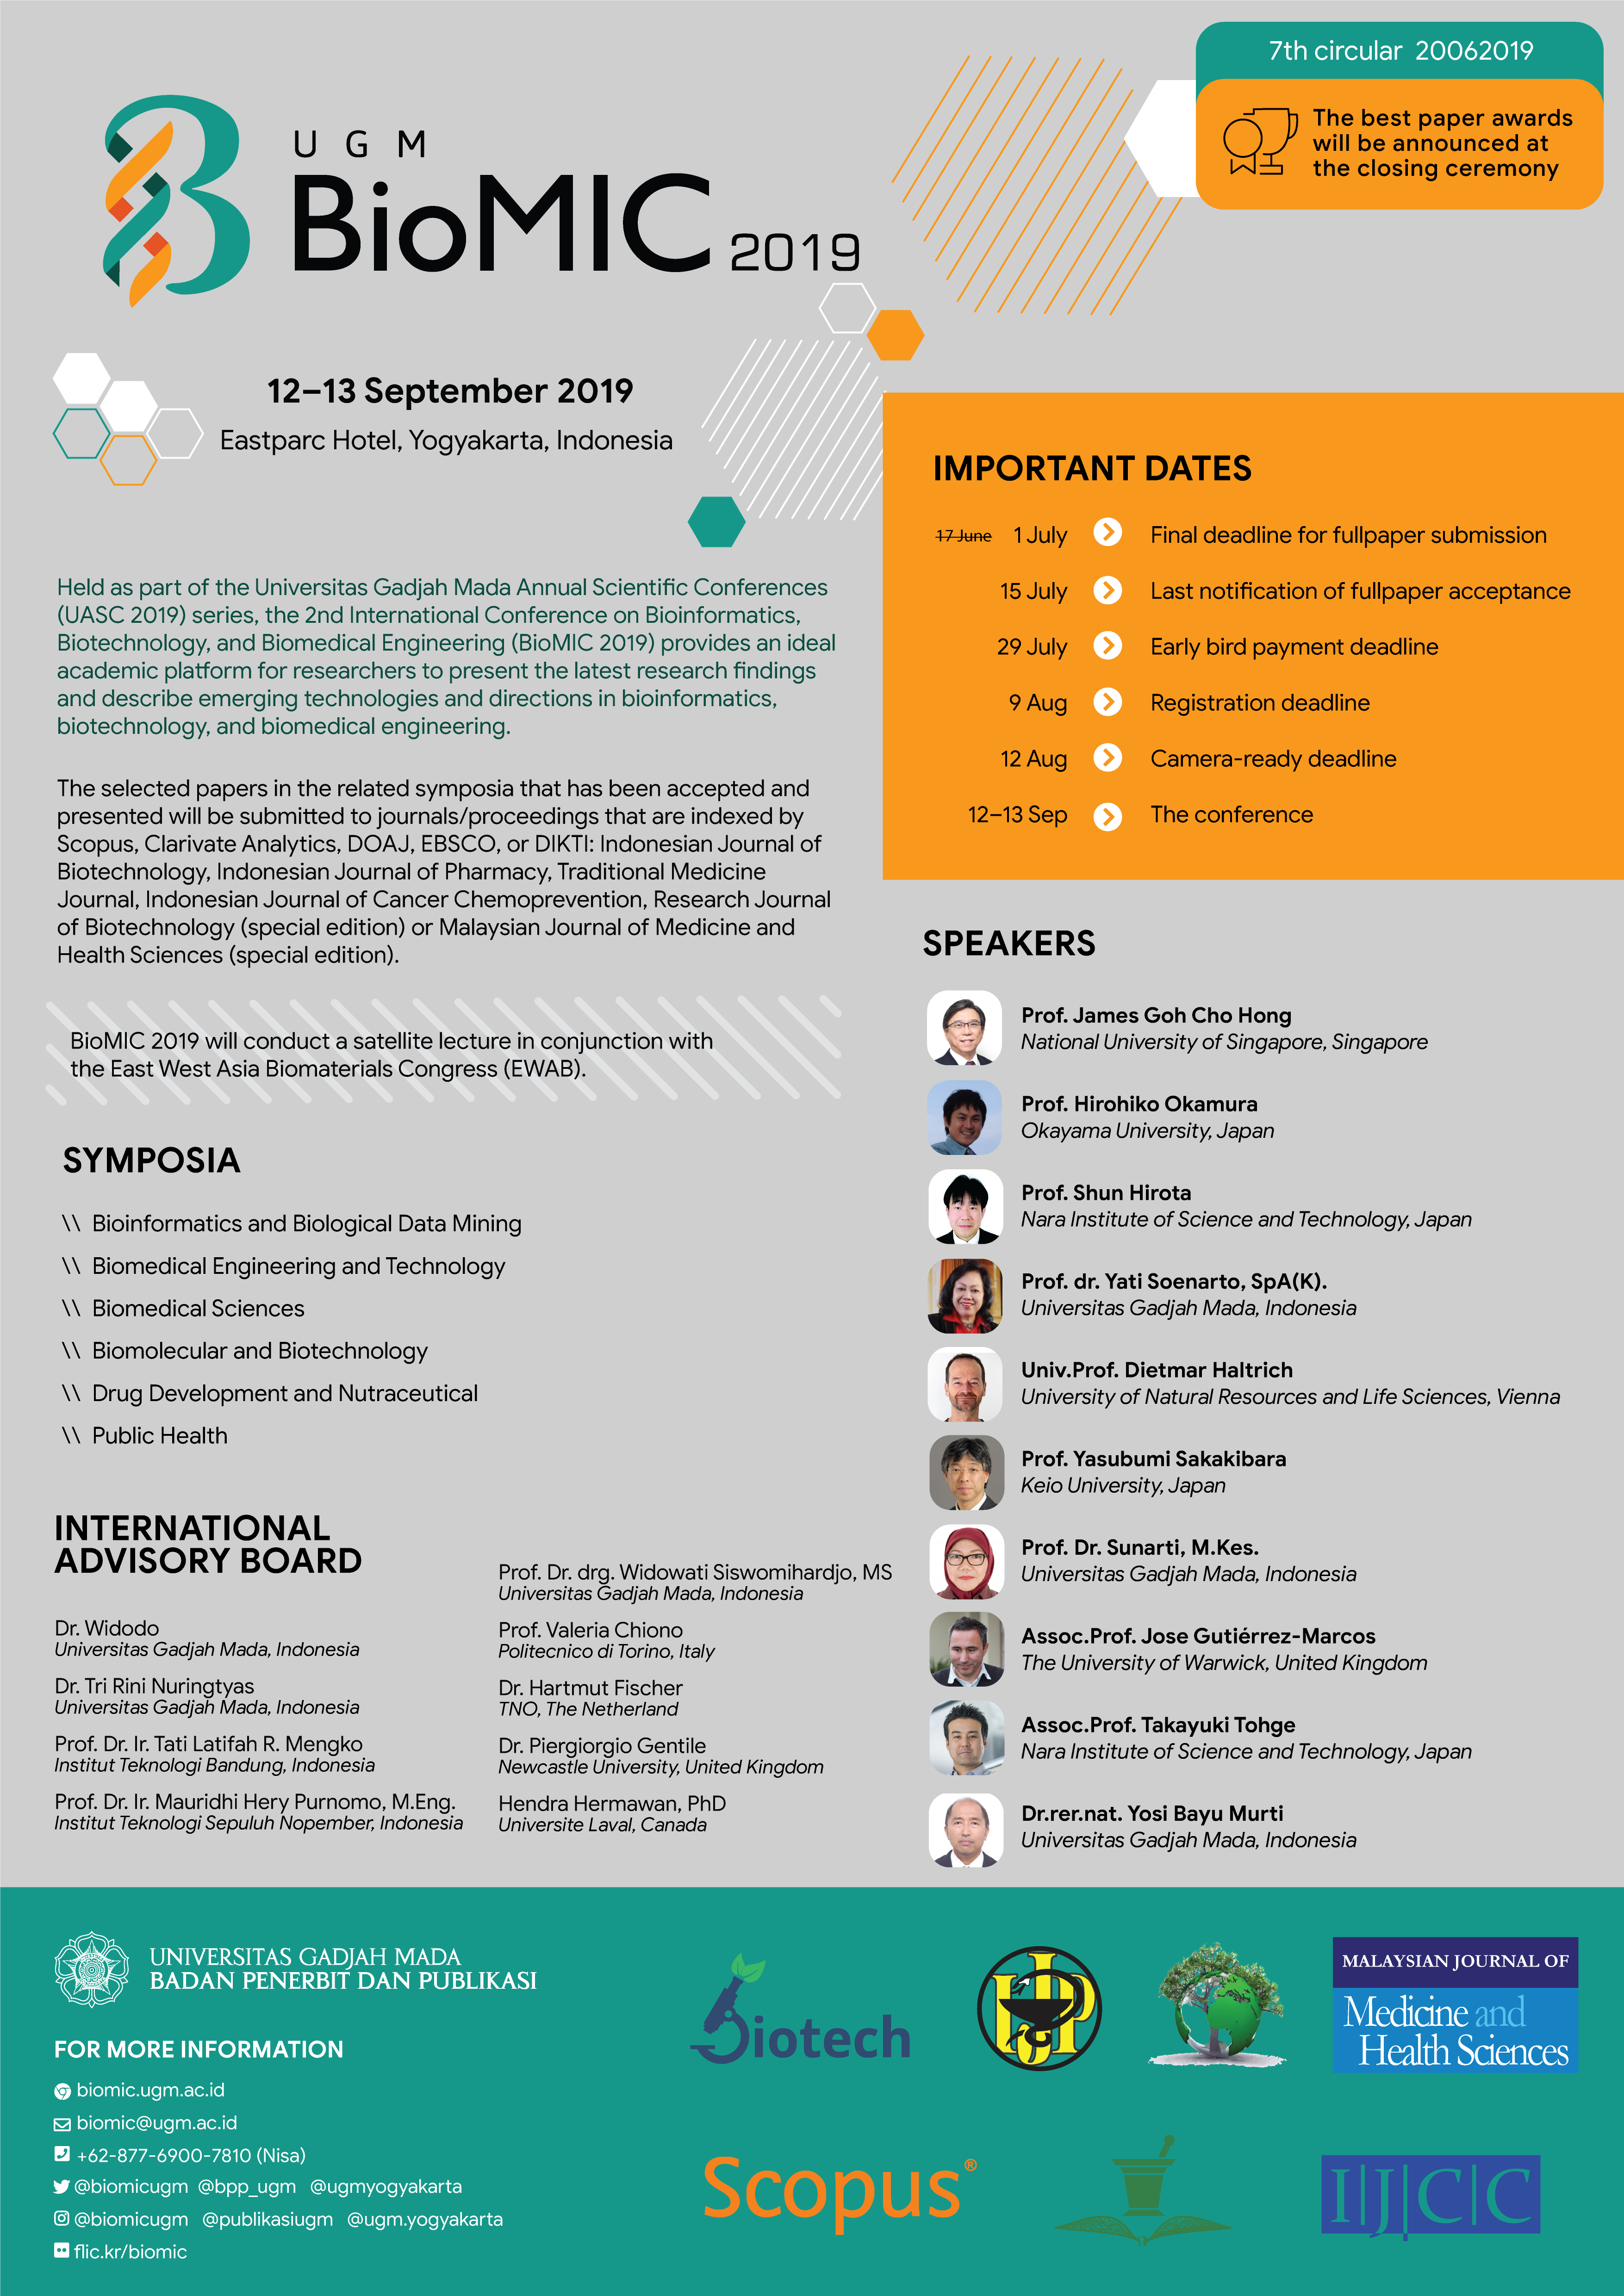 7th circular 20062019
The best paper awards
will be announced at
the closing ceremony
UGM
BioMIC 2019
12–13 September 2019
Eastparc Hotel, Yogyakarta, Indonesia
Held as part of the Universitas Gadjah Mada Annual Scientific Conferences
(UASC 2019) series, the 2nd International Conference on Bioinformatics,
Biotechnology, and Biomedical Engineering (BioMIC 2019) provides an ideal
academic platform for researchers to present the latest research findings
and describe emerging technologies and directions in bioinformatics,
biotechnology, and biomedical engineering.
The selected papers in the related symposia that has been accepted and
presented will be submitted to journals/proceedings that are indexed by
Scopus, Clarivate Analytics, DOAJ, EBSCO, or DIKTI: Indonesian Journal of
Biotechnology, Indonesian Journal of Pharmacy, Traditional Medicine
Journal, Indonesian Journal of Cancer Chemoprevention, Research Journal
of Biotechnology (special edition) or Malaysian Journal of Medicine and
Health Sciences (special edition).
BioMIC 2019 will conduct a satellite lecture in conjunction with
the East West Asia Biomaterials Congress (EWAB).
SYMPOSIA
\\ Bioinformatics and Biological Data Mining
\\ Biomedical Engineering and Technology
\\ Biomedical Sciences
\\ Biomolecular and Biotechnology
\\ Drug Development and Nutraceutical
\\ Public Health
INTERNATIONAL
ADVISORY BOARD
Dr. Widodo
Universitas Gadjah Mada, Indonesia
Dr. Tri Rini Nuringtyas
Universitas Gadjah Mada, Indonesia
Prof. Dr. Ir. Tati Latifah R. Mengko
Institut Teknologi Bandung, Indonesia
Prof. Dr. Ir. Mauridhi Hery Purnomo, M.Eng.
Institut Teknologi Sepuluh Nopember, Indonesia
Prof. Dr. drg. Widowati Siswomihardjo, MS
Universitas Gadjah Mada, Indonesia
Prof. Valeria Chiono
Politecnico di Torino, Italy
Dr. Hartmut Fischer
TNO, The Netherland
Dr. Piergiorgio Gentile
Newcastle University, United Kingdom
Hendra Hermawan, PhD
Universite Laval, Canada
IMPORTANT DATES
17 June 1 July Final deadline for fullpaper submission
15 July Last notification of fullpaper acceptance
29 July Early bird payment deadline
9 Aug Registration deadline
12 Aug Camera-ready deadline
12–13 Sep The conference
SPEAKERS
Prof. James Goh Cho Hong
National University of Singapore, Singapore
Prof. Hirohiko Okamura
Okayama University, Japan
Prof. Shun Hirota
Nara Institute of Science and Technology, Japan
Prof. dr. Yati Soenarto, SpA(K).
Universitas Gadjah Mada, Indonesia
Univ.Prof. Dietmar Haltrich
University of Natural Resources and Life Sciences, Vienna
Prof. Yasubumi Sakakibara
Keio University, Japan
Prof. Dr. Sunarti, M.Kes.
Universitas Gadjah Mada, Indonesia
Assoc.Prof. Jose Gutiérrez-Marcos
The University of Warwick, United Kingdom
Assoc.Prof. Takayuki Tohge
Nara Institute of Science and Technology, Japan
Dr.rer.nat. Yosi Bayu Murti
Universitas Gadjah Mada, Indonesia
UNIVERSITAS GADJAH MADA
BADAN PENERBIT DAN PUBLIKASI
FOR MORE INFORMATION
biomic.ugm.ac.id
biomic@ugm.ac.id
+62-877-6900-7810 (Nisa)
@biomicugm @bpp_ugm @ugmyogyakarta
@biomicugm @publikasiugm @ugm.yogyakarta
flic.kr/biomic
biotech
IJP
MALAYSIAN JOURNAL OF
Medicine and
Health Sciences
Scopus®
I|J|C|C